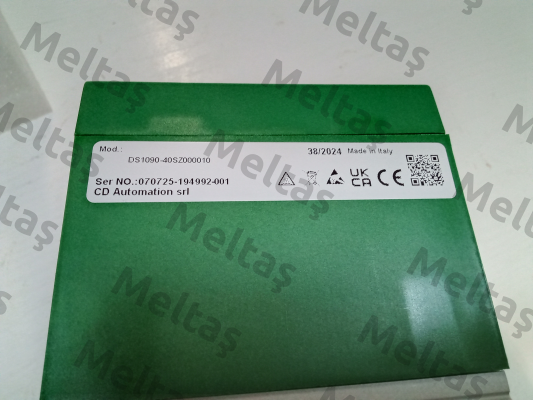 Mod.: 38/2024 Made in Italy
DS1090-40SZ000010
Ser NO.:070725-194992-001
CD Automation srl
UK CA CE
Meltaş